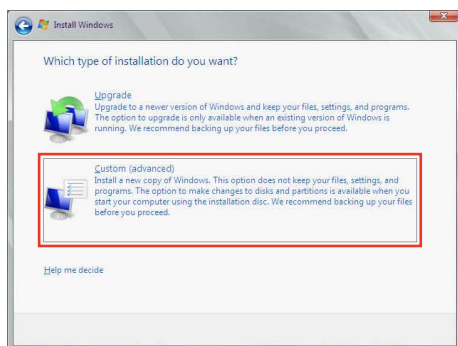 Install Windows
Which type of installation do you want?
Upgrade
Upgrade to a newer version of Windows and keep your files, settings, and programs.
The option to upgrade is only available when an existing version of Windows is
running. We recommend backing up your files before you proceed.
Custom (advanced)
Install a new copy of Windows. This option does not keep your files, settings, and
programs. The option to make changes to disks and partitions is available when you
start your computer using the installation disc. We recommend backing up your files
before you proceed.
Help me decide